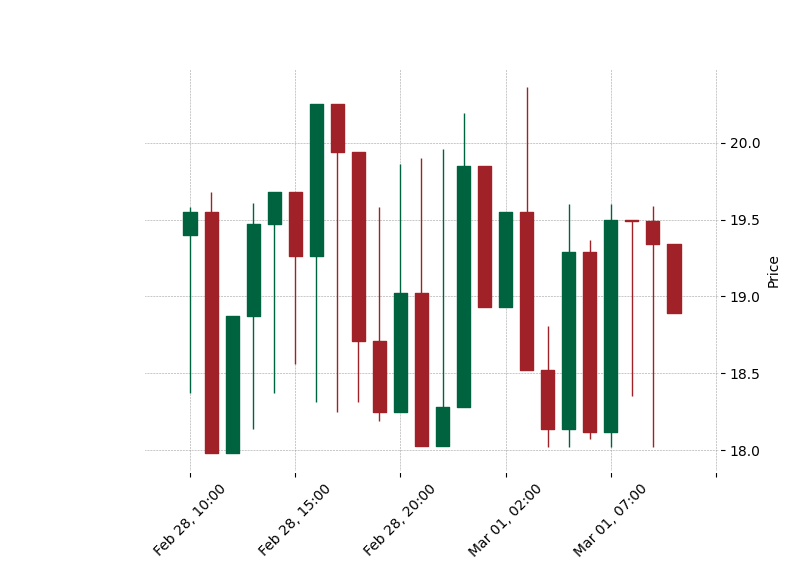 20.0
19.5
19.0
18.5
18.0
Price
Feb 28, 10:00
Feb 28, 15:00
Feb 28, 20:00
Mar 01, 02:00
Mar 01, 07:00